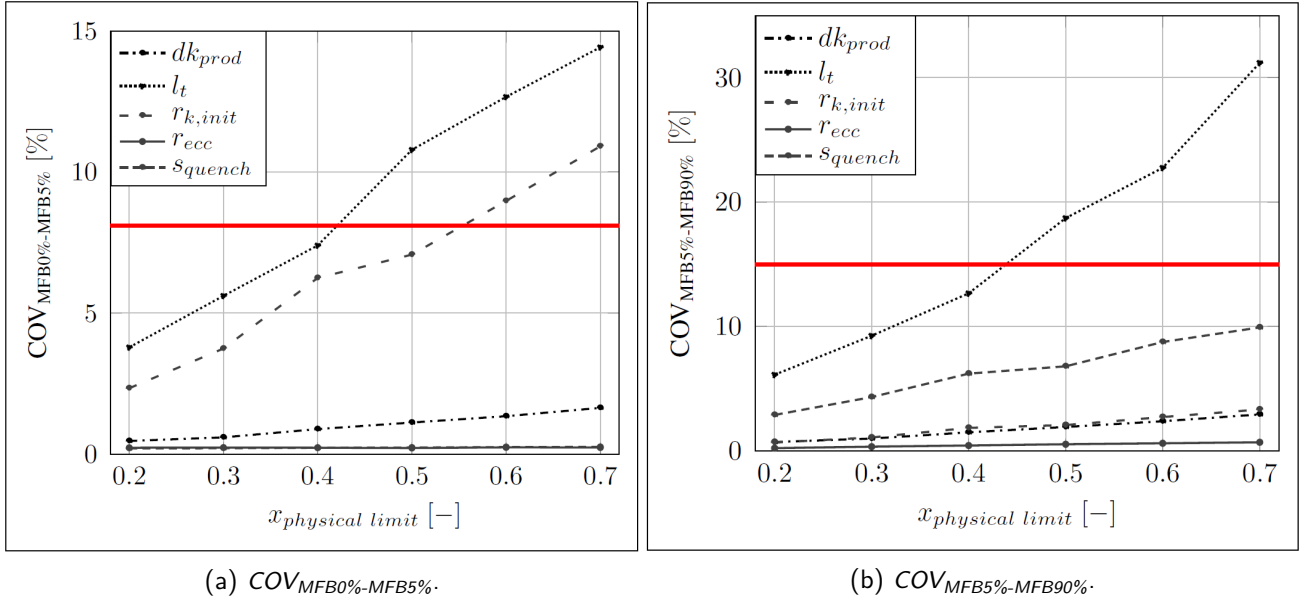 15
10
5
0
COV_MFB0%-MFB5% [%]
dk_prod
l_t
r_k,init
r_ecc
s_quench
0.2 0.3 0.4 0.5 0.6 0.7
x_physical limit [−]
(a) COV_MFB0%-MFB5%.
30
20
10
0
COV_MFB5%-MFB90% [%]
dk_prod
l_t
r_k,init
r_ecc
s_quench
0.2 0.3 0.4 0.5 0.6 0.7
x_physical limit [−]
(b) COV_MFB5%-MFB90%.